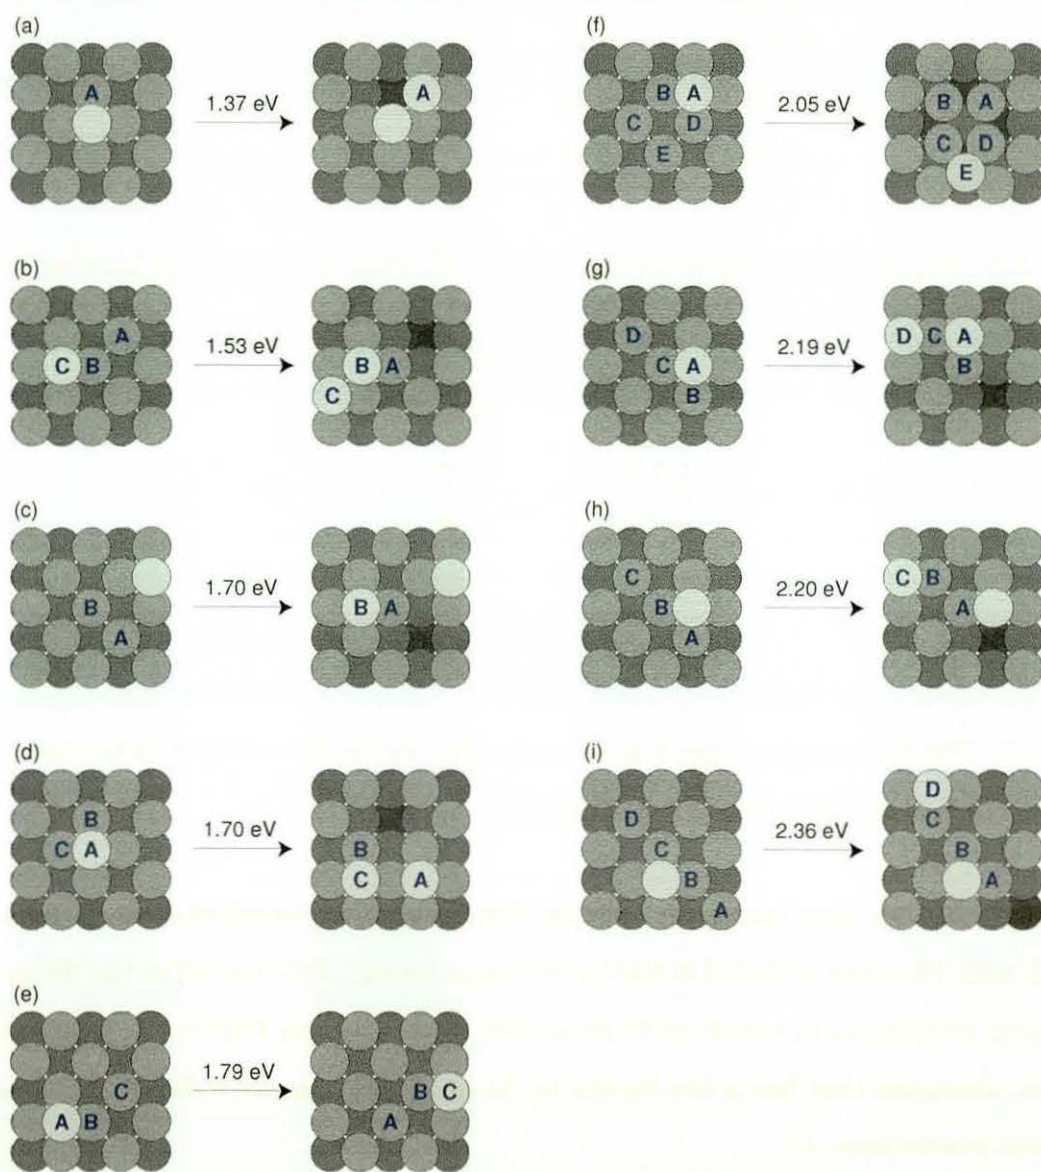 (a)
A
1.37 eV
A
(b)
A
C B
1.53 eV
B A
C
(c)
B
A
1.70 eV
B A
(d)
B
C A
1.70 eV
B
C A
(e)
C
A B
1.79 eV
B C
A
(f)
B A
C D
E
2.05 eV
B A
C D
E
(g)
D
C A
B
2.19 eV
D C A
B
(h)
C
B
A
2.20 eV
C B
A
(i)
D
C
B
A
2.36 eV
D
C
B
A